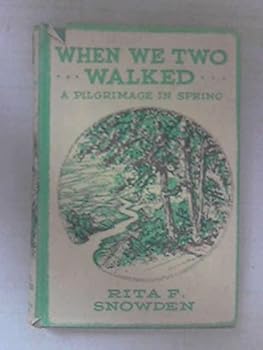 WHEN WE TWO
··· WALKED ···
A PILGRIMAGE IN SPRING
RITA F.
SNOWDEN